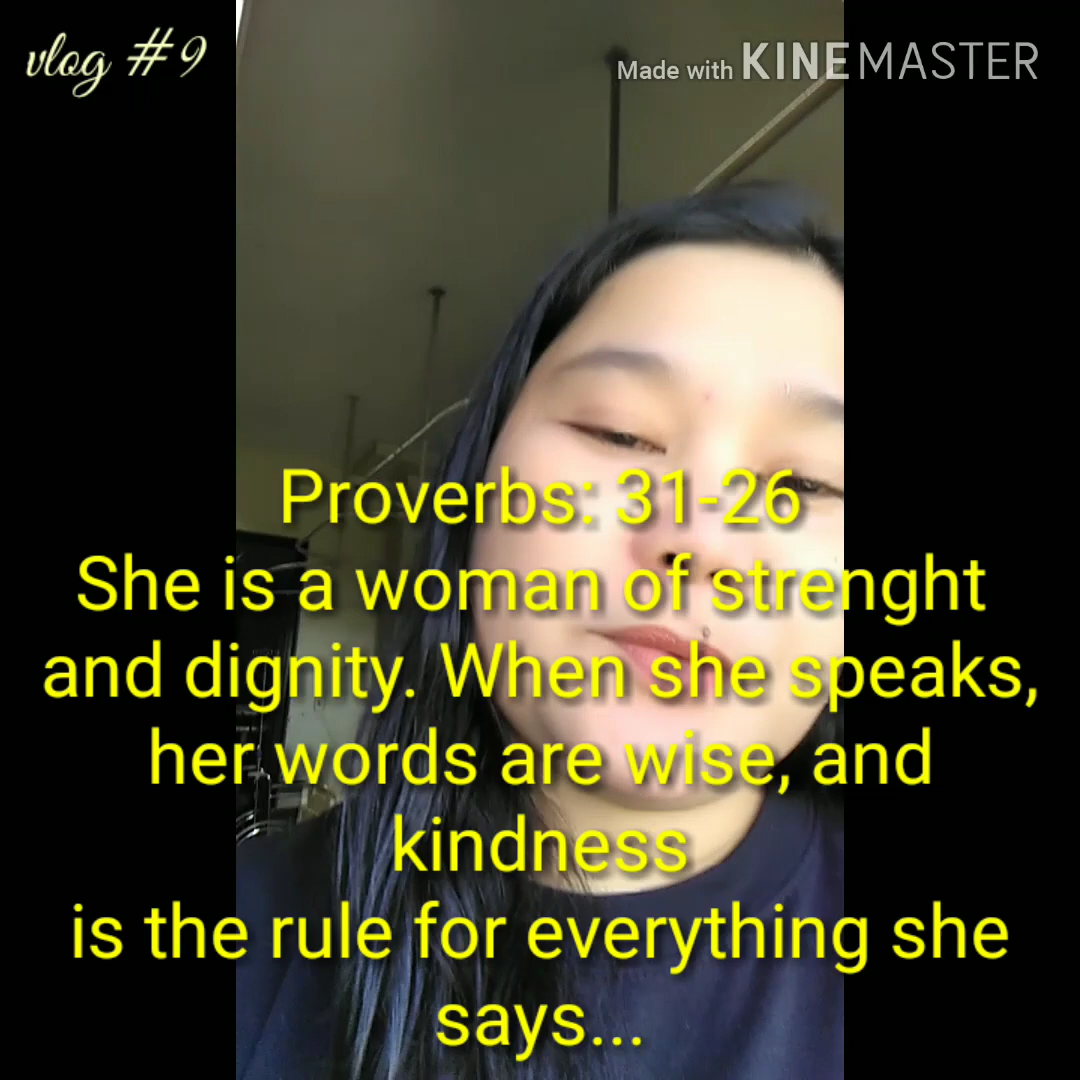 vlog #9
Made with KINEMASTER
Proverbs: 31-26
She is a woman of strenght
and dignity. When she speaks,
her words are wise, and
kindness
is the rule for everything she
says...